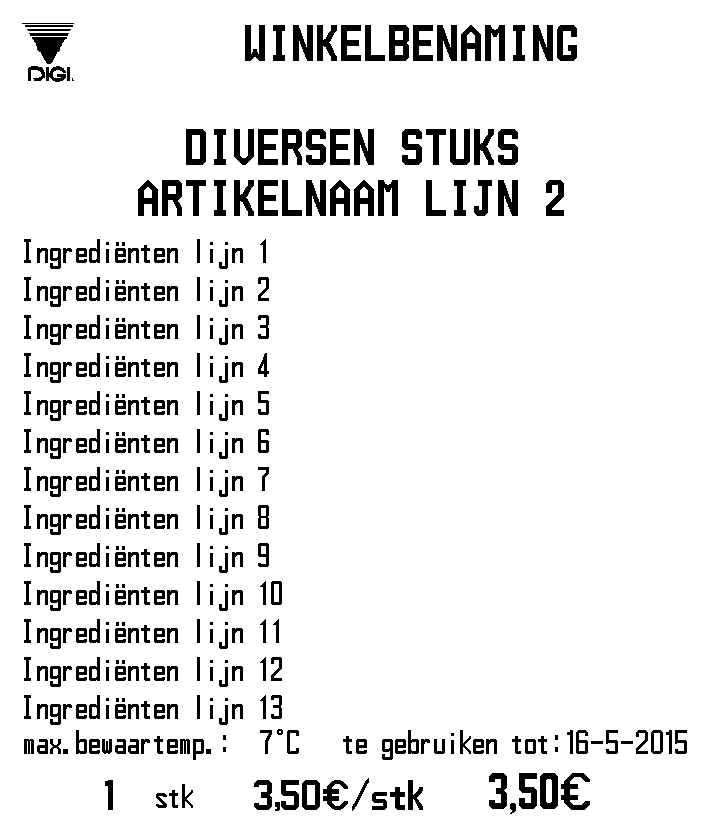 WINKELBENAMING
DIGI.
DIVERSEN STUKS
ARTIKELNAAM LIJN 2
Ingrediënten lijn 1
Ingrediënten lijn 2
Ingrediënten lijn 3
Ingrediënten lijn 4
Ingrediënten lijn 5
Ingrediënten lijn 6
Ingrediënten lijn 7
Ingrediënten lijn 8
Ingrediënten lijn 9
Ingrediënten lijn 10
Ingrediënten lijn 11
Ingrediënten lijn 12
Ingrediënten lijn 13
max.bewaartemp.: 7°C te gebruiken tot:16-5-2015
1 stk 3,50€/stk 3,50€